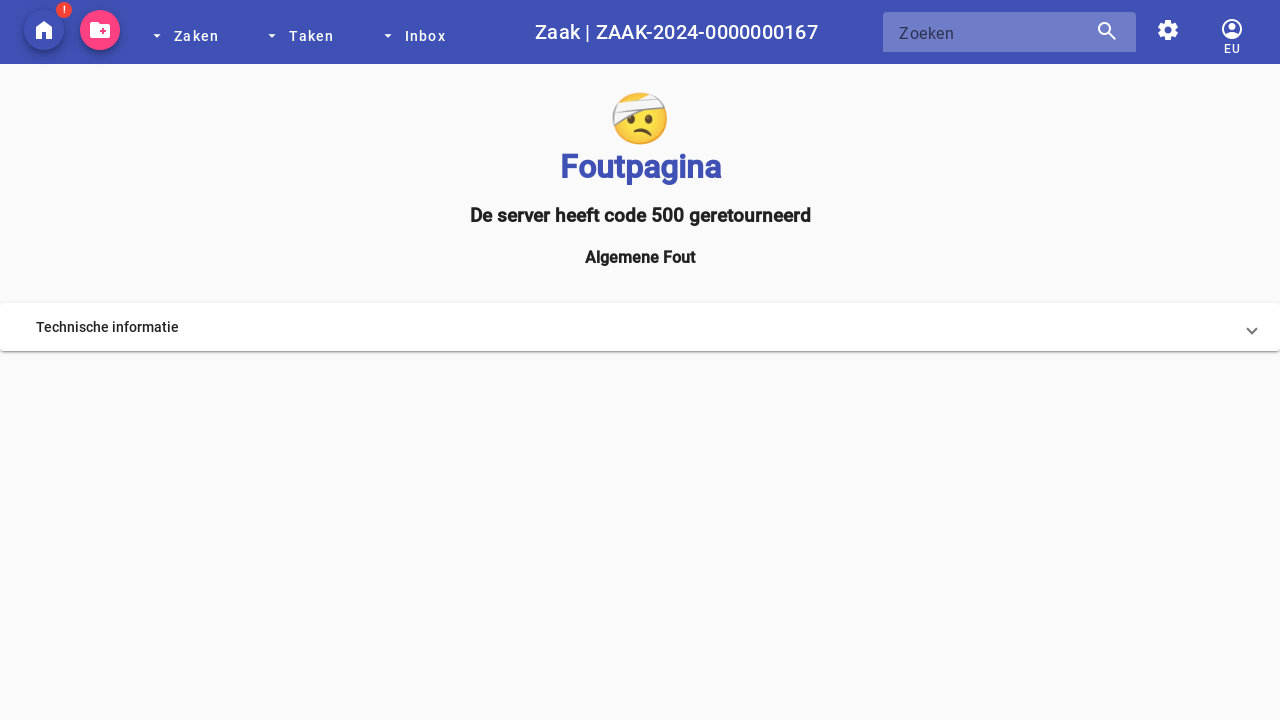 !
Zaken
Taken
Inbox
Zaak | ZAAK-2024-0000000167
Zoeken
EU
Foutpagina
De server heeft code 500 geretourneerd
Algemene Fout
Technische informatie